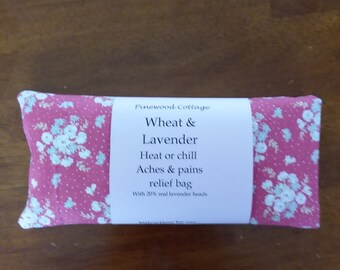 Pinewood Cottage
Wheat &
Lavender
Heat or chill
Aches & pains
relief bag
With 20% real lavender heads